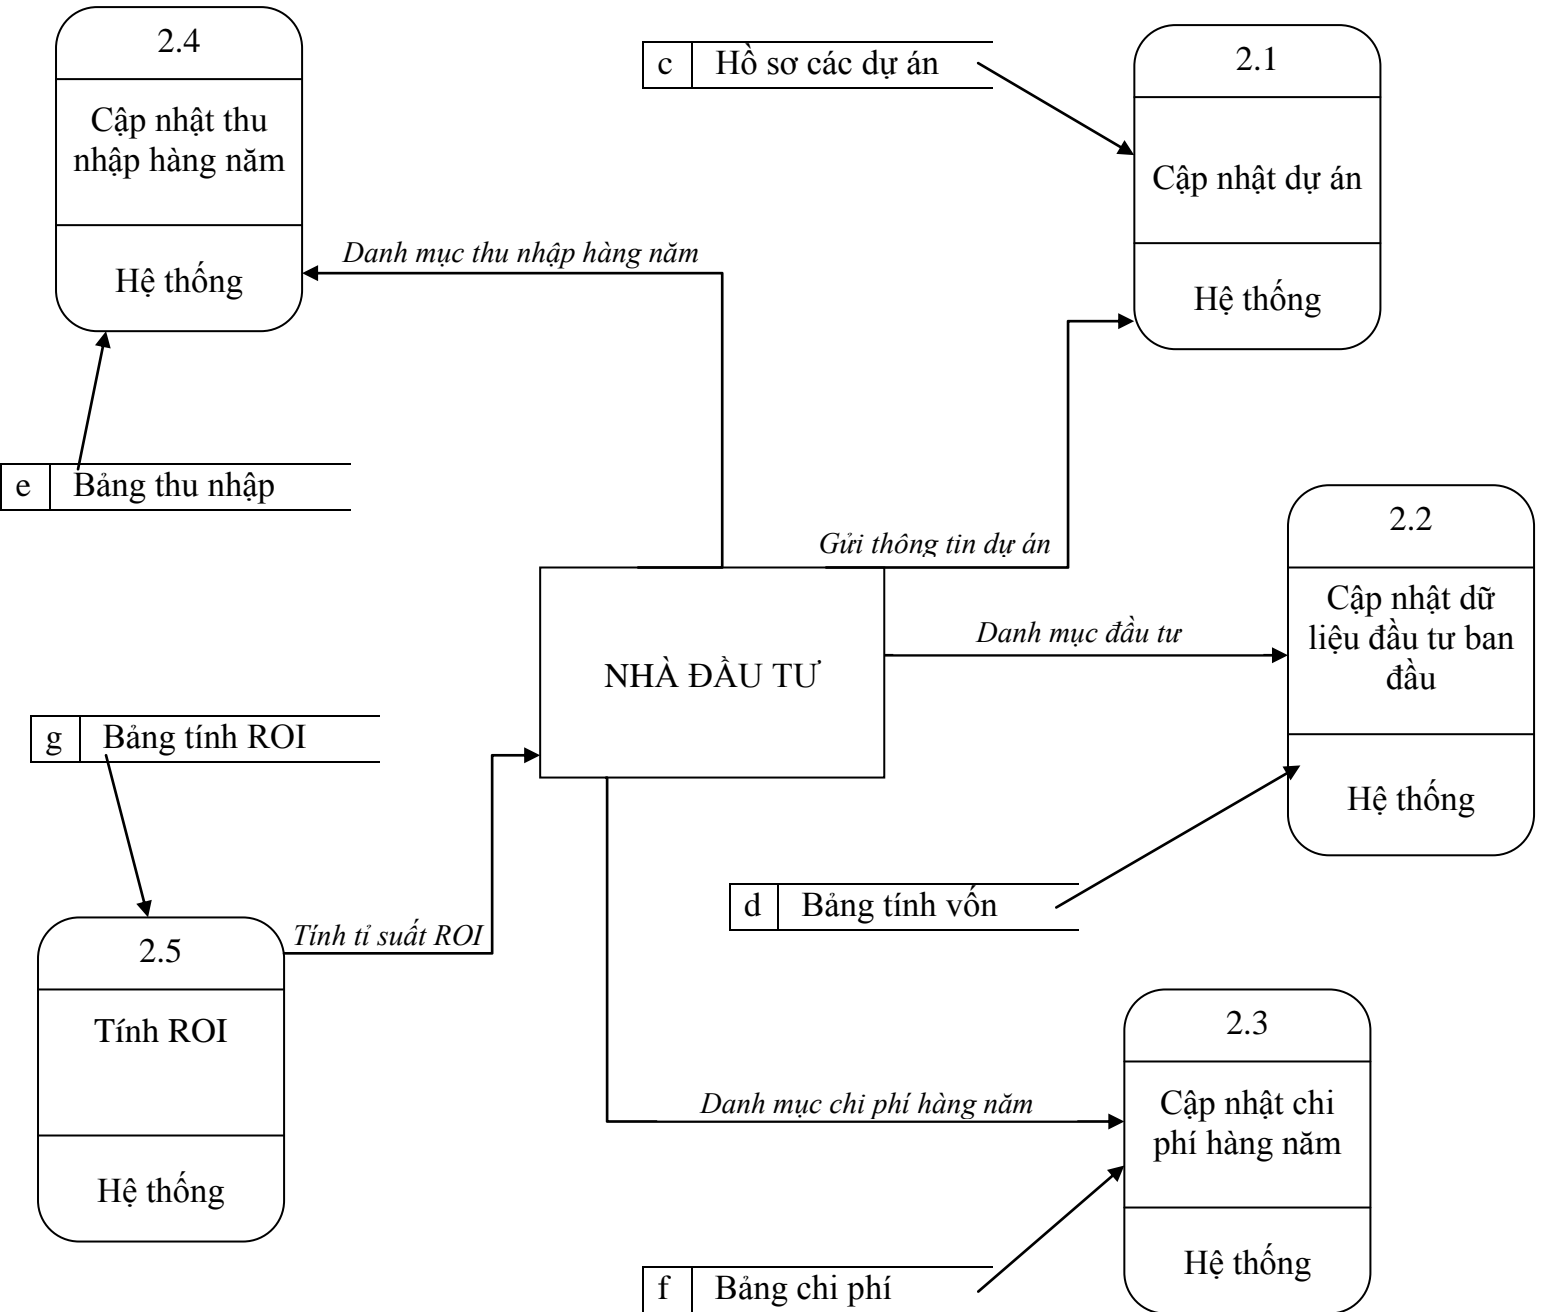 2.4
Cập nhật thu
nhập hàng năm
Hệ thống
c
Hồ sơ các dự án
2.1
Cập nhật dự án
Hệ thống
Danh mục thu nhập hàng năm
e
Bảng thu nhập
Gửi thông tin dự án
2.2
Cập nhật dữ
liệu đầu tư ban
đầu
Hệ thống
Danh mục đầu tư
NHÀ ĐẦU TƯ
g
Bảng tính ROI
d
Bảng tính vốn
2.5
Tính ROI
Hệ thống
Tính tỉ suất ROI
2.3
Cập nhật chi
phí hàng năm
Hệ thống
Danh mục chi phí hàng năm
f
Bảng chi phí